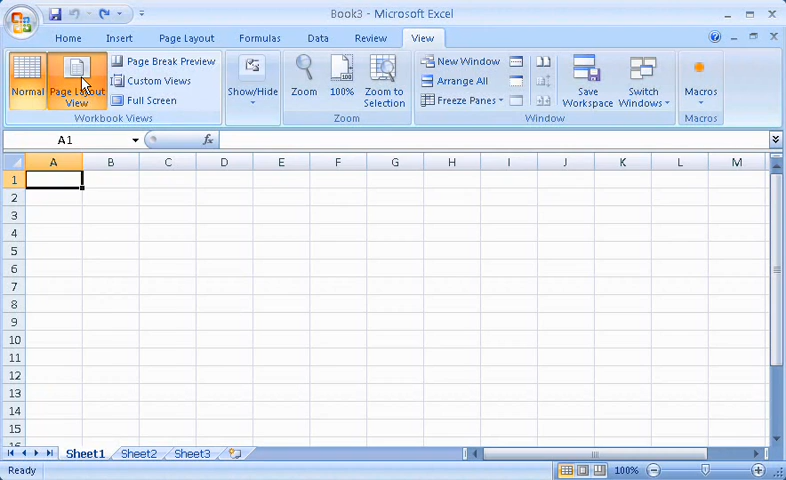 Book3 - Microsoft Excel
Home Insert Page Layout Formulas Data Review View
Normal
Page Layout
View
Page Break Preview
Custom Views
Full Screen
Workbook Views
Show/Hide
Zoom
100%
Zoom to
Selection
Zoom
New Window
Arrange All
Freeze Panes
Save
Workspace
Switch
Windows
Window
Macros
Macros
A1 fx
A B C D E F G H I J K L M
1
2
3
4
5
6
7
8
9
10
11
12
13
14
15
16
Sheet1 Sheet2 Sheet3
Ready 100%